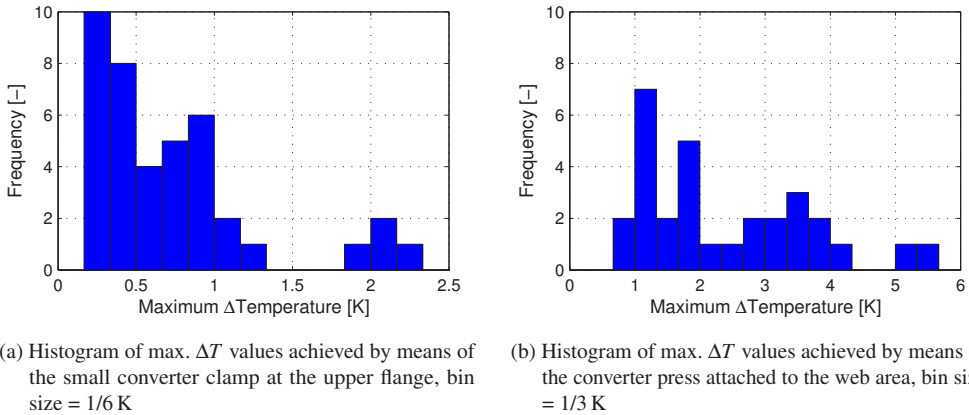 10
8
6
4
2
0
Frequency [−]
0
0.5
1
1.5
2
2.5
Maximum ΔTemperature [K]
(a) Histogram of max. ΔT values achieved by means of
the small converter clamp at the upper flange, bin
size = 1/6 K
10
8
6
4
2
0
Frequency [−]
0
1
2
3
4
5
6
Maximum ΔTemperature [K]
(b) Histogram of max. ΔT values achieved by means
the converter press attached to the web area, bin
= 1/3 K